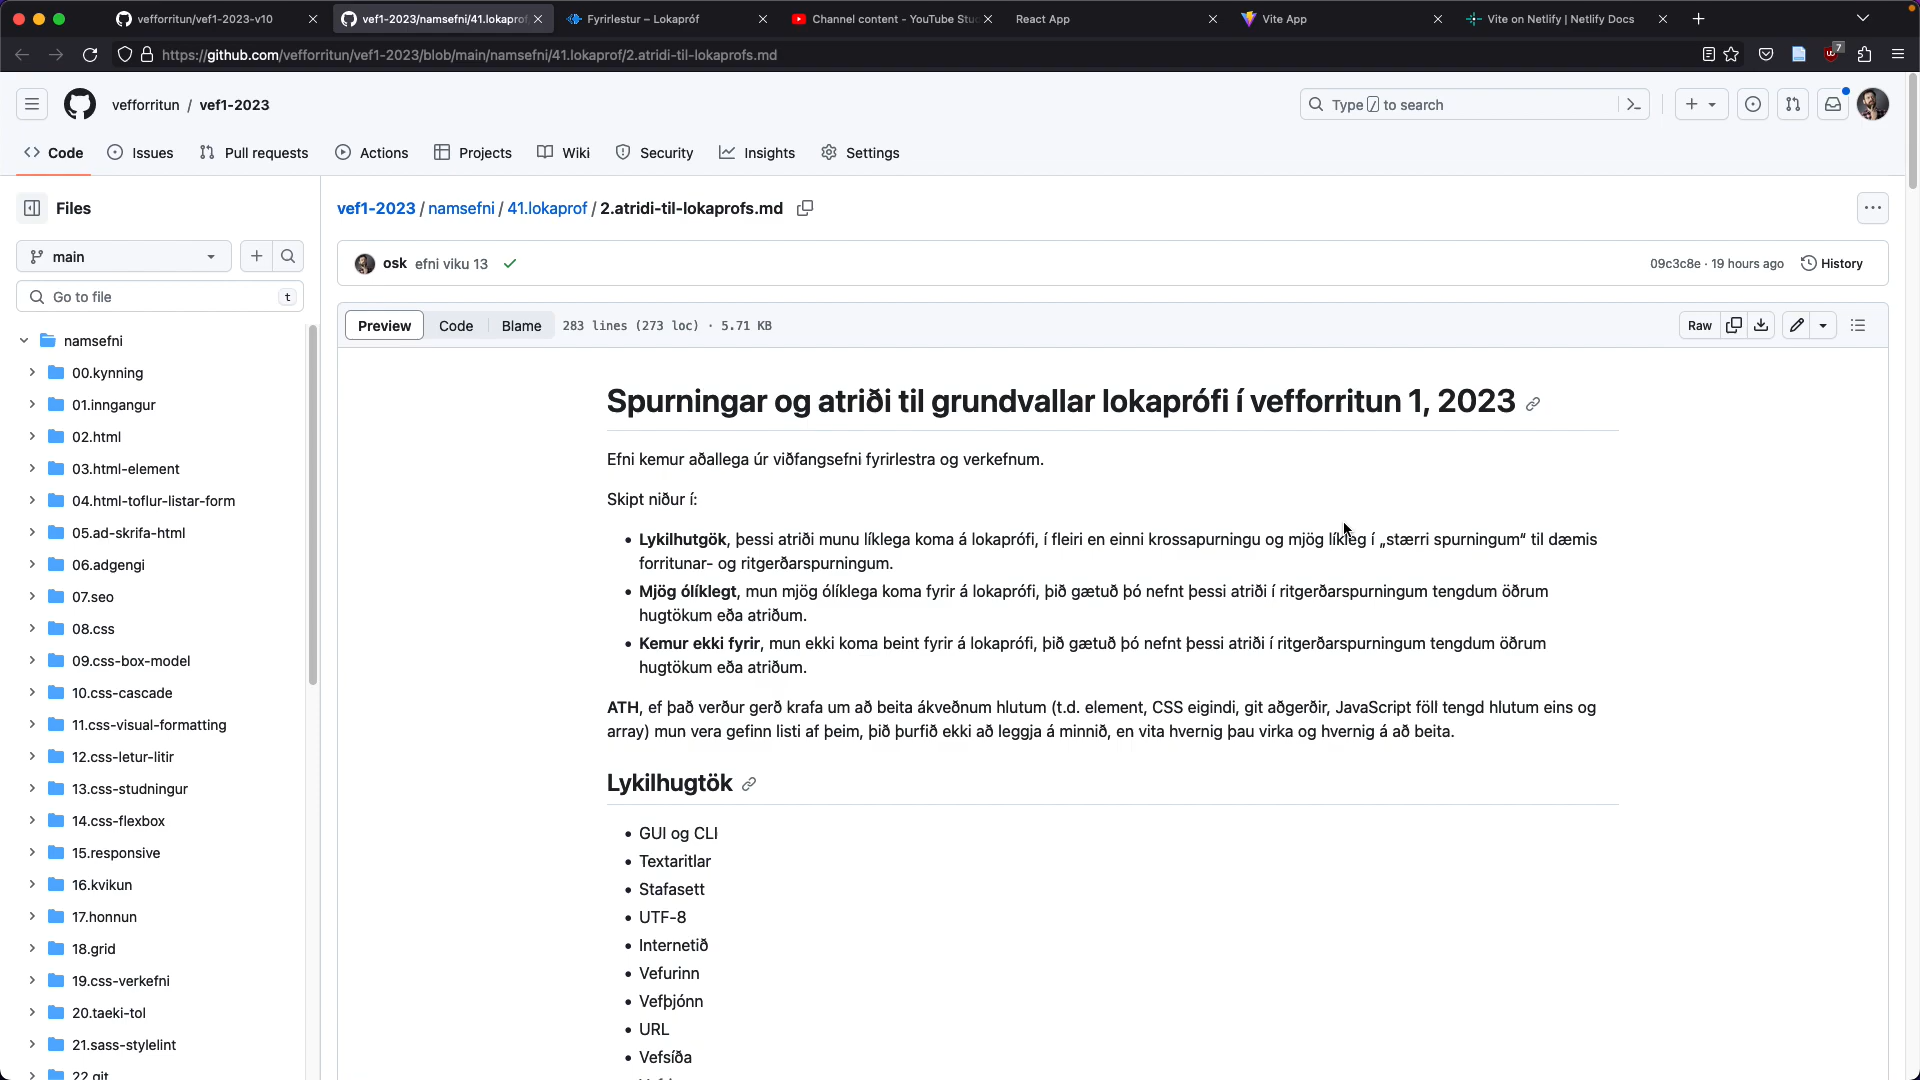 vefforritun/vef1-2023-v10
vef1-2023/namsefni/41.lokaprof
Fyrirlestur – Lokapróf
Channel content - YouTube Stu
React App
Vite App
Vite on Netlify | Netlify Docs
https://github.com/vefforritun/vef1-2023/blob/main/namsefni/41.lokaprof/2.atridi-til-lokaprofs.md
7
vefforritun / vef1-2023
Type / to search
Code
Issues
Pull requests
Actions
Projects
Wiki
Security
Insights
Settings
Files
vef1-2023 / namsefni / 41.lokaprof / 2.atridi-til-lokaprofs.md
main
osk efni viku 13
09c3c8e · 19 hours ago
History
Go to file
t
Preview
Code
Blame
283 lines (273 loc) · 5.71 KB
Raw
namsefni
00.kynning
01.inngangur
02.html
03.html-element
04.html-toflur-listar-form
05.ad-skrifa-html
06.adgengi
07.seo
08.css
09.css-box-model
10.css-cascade
11.css-visual-formatting
12.css-letur-litir
13.css-studningur
14.css-flexbox
15.responsive
16.kvikun
17.honnun
18.grid
19.css-verkefni
20.taeki-tol
21.sass-stylelint
22.git
Spurningar og atriði til grundvallar lokaprófi í vefforritun 1, 2023
Efni kemur aðallega úr viðfangsefni fyrirlestra og verkefnum.
Skipt niður í:
• Lykilhutgök, þessi atriði munu líklega koma á lokaprófi, í fleiri en einni krossapurningu og mjög líkleg í „stærri spurningum“ til dæmis
forritunar- og ritgerðarspurningum.
• Mjög ólíklegt, mun mjög ólíklega koma fyrir á lokaprófi, þið gætuð þó nefnt þessi atriði í ritgerðarspurningum tengdum öðrum
hugtökum eða atriðum.
• Kemur ekki fyrir, mun ekki koma beint fyrir á lokaprófi, þið gætuð þó nefnt þessi atriði í ritgerðarspurningum tengdum öðrum
hugtökum eða atriðum.
ATH, ef það verður gerð krafa um að beita ákveðnum hlutum (t.d. element, CSS eigindi, git aðgerðir, JavaScript föll tengd hlutum eins og
array) mun vera gefinn listi af þeim, þið þurfið ekki að leggja á minnið, en vita hvernig þau virka og hvernig á að beita.
Lykilhugtök
• GUI og CLI
• Textaritlar
• Stafasett
• UTF-8
• Internetið
• Vefurinn
• Vefþjónn
• URL
• Vefsíða